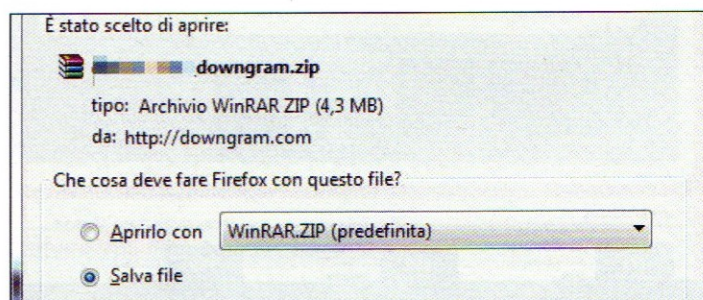 È stato scelto di aprire:
downgram.zip
tipo: Archivio WinRAR ZIP (4,3 MB)
da: http://downgram.com
Che cosa deve fare Firefox con questo file?
Aprirlo con WinRAR.ZIP (predefinita)
Salva file